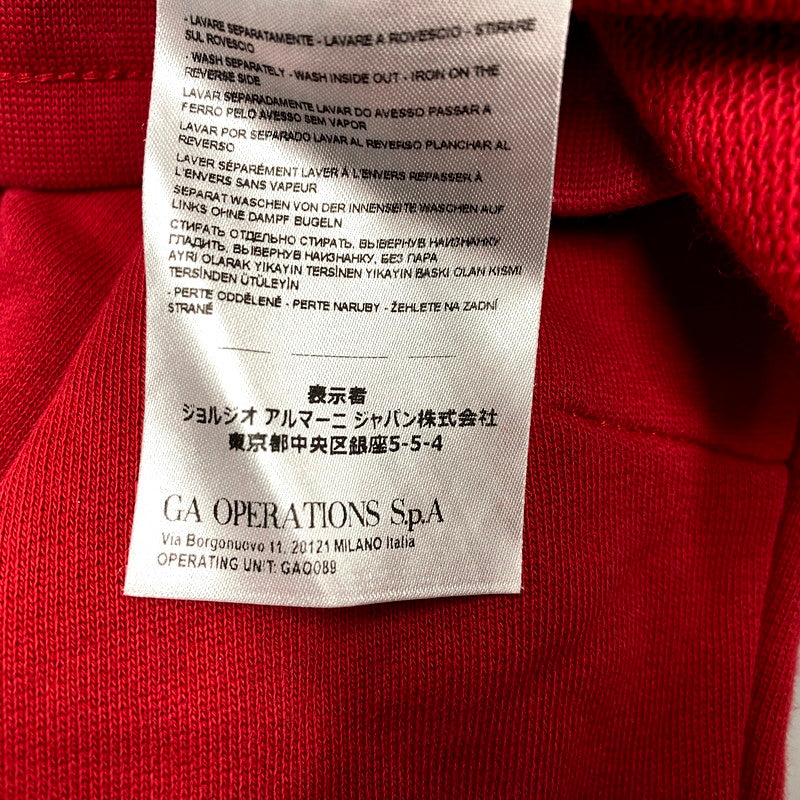 - LAVARE SEPARATAMENTE - LAVARE A ROVESCIO - STIRARE
SUL ROVESCIO
- WASH SEPARATELY - WASH INSIDE OUT - IRON ON THE
REVERSE SIDE
LAVAR SEPARADAMENTE LAVAR DO AVESSO PASSAR A
FERRO PELO AVESSO SEM VAPOR
LAVAR POR SEPARADO LAVAR AL REVERSO PLANCHAR AL
REVERSO
LAVER SÉPARÉMENT LAVER À L'ENVERS REPASSER À
L'ENVERS SANS VAPEUR
SEPARAT WASCHEN VON DER INNENSEITE WASCHEN AUF
LINKS OHNE DAMPF BUGELN
СТИРАТЬ ОТДЕЛЬНО СТИРАТЬ, ВЫВЕРНУВ НАИЗНАНКУ
ГЛАДИТЬ, ВЫВЕРНУВ НАИЗНАНКУ, БЕЗ ПАРА
AYRI OLARAK YIKAYIN TERSİNEN YIKAYIN BASKI OLAN KISMI
TERSİNDEN ÜTÜLEYİN
- PERTE ODDĚLENĚ - PERTE NARUBY - ŽEHLETE NA ZADNÍ
STRANĚ
表示者
ジョルジオ アルマーニ ジャパン株式会社
東京都中央区銀座5-5-4
GA OPERATIONS S.p.A
Via Borgonuovo 11, 20121 MILANO Italia
OPERATING UNIT: GAO089